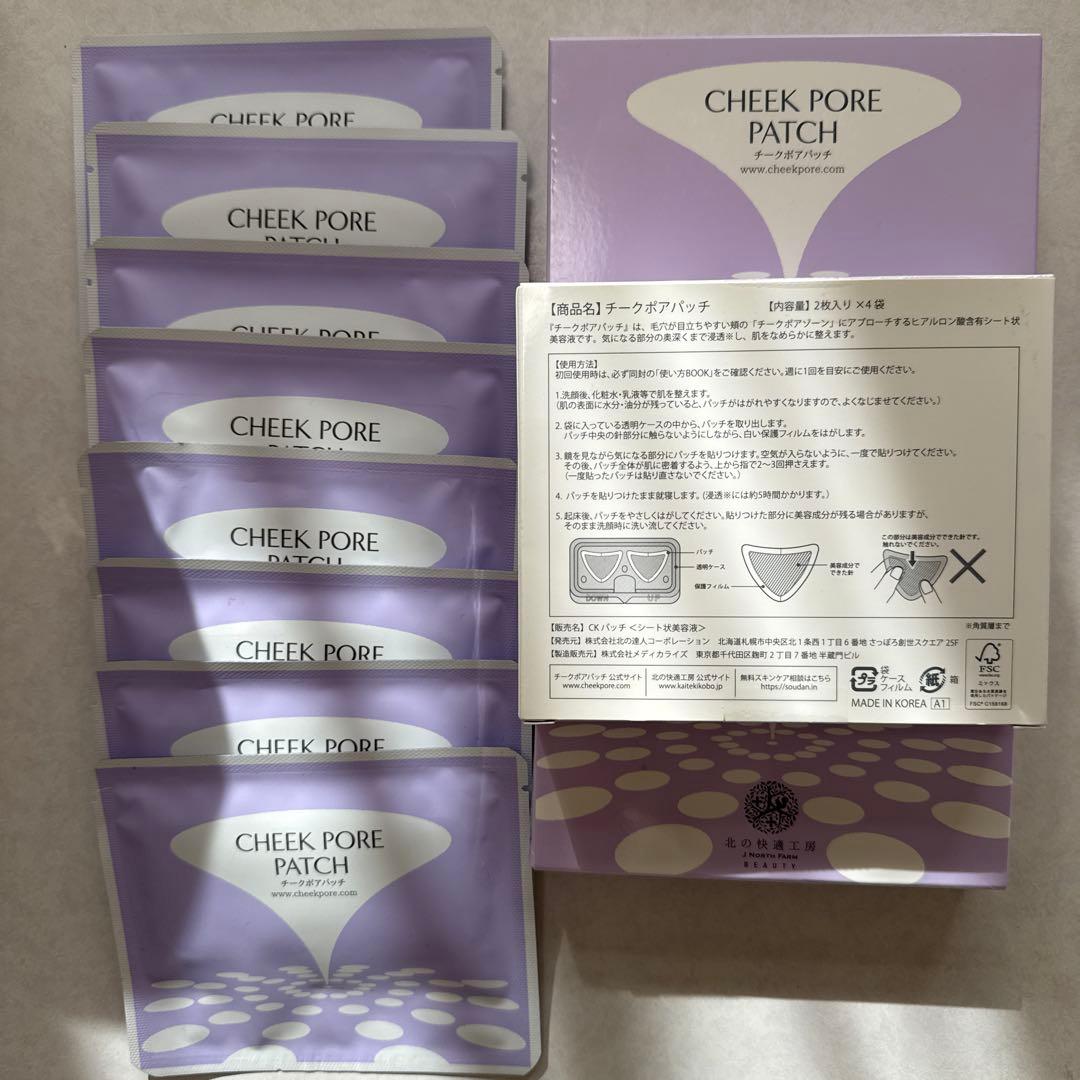 CHEEK PORE
CHEEK PORE
PATCH
CHEEK PORE
CHEEK PORE
PATCH
CHEEK PORE
PATCH
CHEEK PORE
CHEEK PORE
CHEEK PORE
PATCH
チークポアパッチ
www.cheekpore.com
CHEEK PORE
PATCH
チークポアパッチ
www.cheekpore.com
【商品名】チークポアパッチ 【内容量】2枚入り ×4 袋
『チークポアパッチ』は、毛穴が目立ちやすい頬の「チークポアゾーン」にアプローチするヒアルロン酸含有シート状
美容液です。気になる部分の奥深くまで浸透※し、肌をなめらかに整えます。
【使用方法】
初回使用時は、必ず同封の「使い方BOOK」をご確認ください。週に1回を目安にご使用ください。
1.洗顔後、化粧水・乳液等で肌を整えます。
（肌の表面に水分・油分が残っていると、パッチがはがれやすくなりますので、よくなじませてください。）
2. 袋に入っている透明ケースの中から、パッチを取り出します。
パッチ中央の針部分に触らないようにしながら、白い保護フィルムをはがします。
3. 鏡を見ながら気になる部分にパッチを貼りつけます。空気が入らないように、一度で貼りつけてください。
その後、パッチ全体が肌に密着するよう、上から指で2～3回押さえます。
（一度貼ったパッチは貼り直さないでください。）
4. パッチを貼りつけたまま就寝します。（浸透※には約5時間かかります。）
5. 起床後、パッチをやさしくはがしてください。貼りつけた部分に美容成分が残る場合がありますが、
そのまま洗顔時に洗い流してください。
パッチ
透明ケース
保護フィルム
DOWN UP
美容成分で
できた針
この部分は美容成分でできた針です。
触れないでください。
【販売名】CK パッチ ＜シート状美容液＞ ※角質層まで
【発売元】株式会社北の達人コーポレーション 北海道札幌市中央区北 1 条西 1 丁目 6 番地 さっぽろ創世スクエア 25F
【製造販売元】株式会社メディカライズ 東京都千代田区麹町 2 丁目 7 番地 半蔵門ビル
チークポアパッチ 公式サイト
www.cheekpore.com
北の快適工房 公式サイト
www.kaitekikobo.jp
無料スキンケア相談はこちら
https://soudan.in
プラ
袋
ケース
フィルム
紙
箱
MADE IN KOREA A1
FSC
ミックス
FSC® C158168
北の快適工房
J NORTH FARM
BEAUTY